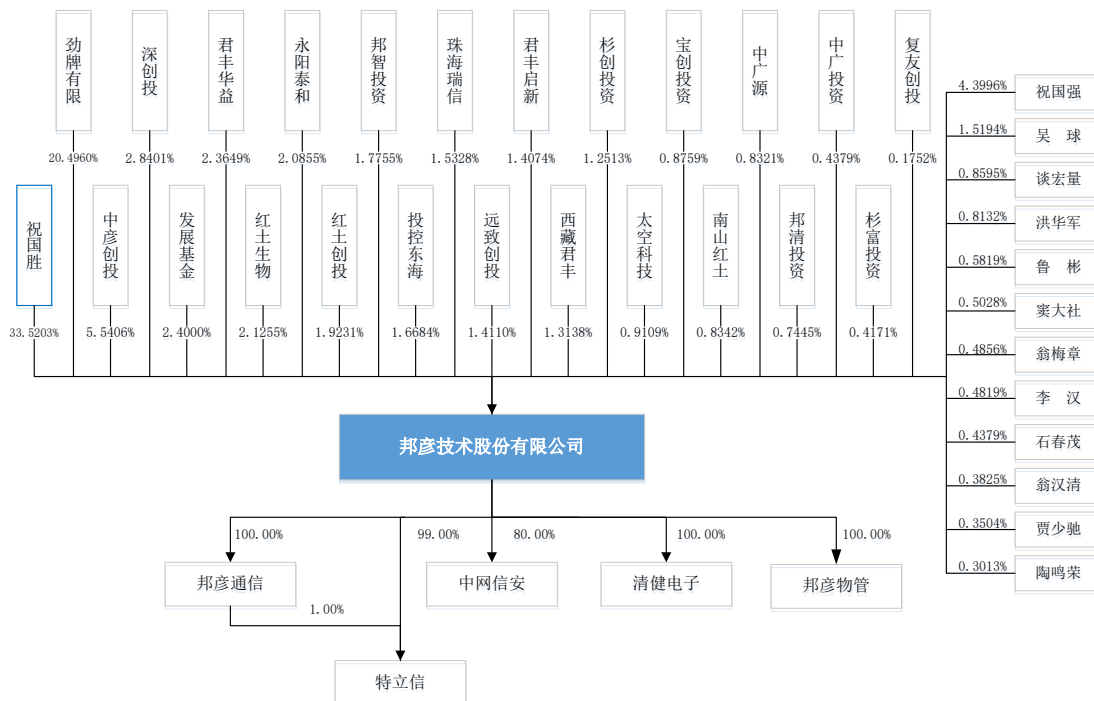 劲牌有限
深创投
君丰华益
永阳泰和
邦智投资
珠海瑞信
君丰启新
杉创投资
宝创投资
中广源
中广投资
复友创投
20.4960%
2.8401%
2.3649%
2.0855%
1.7755%
1.5328%
1.4074%
1.2513%
0.8759%
0.8321%
0.4379%
0.1752%
祝国胜
中彦创投
发展基金
红土生物
红土创投
投控东海
远致创投
西藏君丰
太空科技
南山红土
邦清投资
杉富投资
33.5203%
5.5406%
2.4000%
2.1255%
1.9231%
1.6684%
1.4110%
1.3138%
0.9109%
0.8342%
0.7445%
0.4171%
4.3996%
祝国强
1.5194%
吴 球
0.8595%
谈宏量
0.8132%
洪华军
0.5819%
鲁 彬
0.5028%
窦大社
0.4856%
翁梅章
0.4819%
李 汉
0.4379%
石春茂
0.3825%
翁汉清
0.3504%
贾少驰
0.3013%
陶鸣荣
邦彦技术股份有限公司
100.00%
99.00%
80.00%
100.00%
100.00%
邦彦通信
中网信安
清健电子
邦彦物管
1.00%
特立信